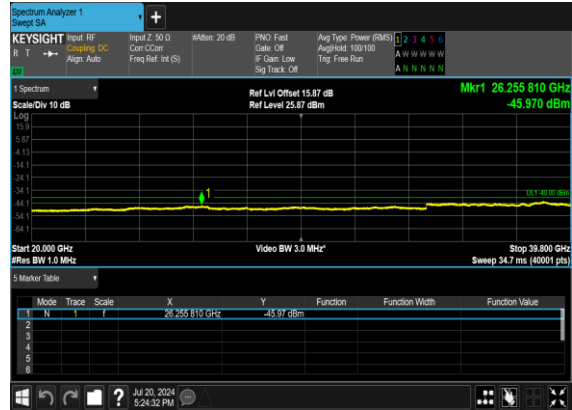 Spectrum Analyzer 1
Swept SA
+
KEYSIGHT Input: RF Input Z: 50 Ω #Atten: 20 dB PNO: Fast Avg Type: Power (RMS) 1 2 3 4 5 6
R T Coupling: DC Corr CCorr Gate: Off Avg|Hold: 100/100 A W W W W W
Align: Auto Freq Ref: Int (S) IF Gain: Low Trig: Free Run
Sig Track: Off A N N N N N
1 Spectrum Ref Lvl Offset 15.87 dB Mkr1 26.255 810 GHz
Scale/Div 10 dB Ref Level 25.87 dBm -45.970 dBm
Log
15.9
5.87
-4.13
-14.1
-24.1
-34.1 1 DL1 -40.00 dBm
-44.1
-54.1
-64.1
Start 20.000 GHz Video BW 3.0 MHz* Stop 39.800 GHz
#Res BW 1.0 MHz Sweep 34.7 ms (40001 pts)
5 Marker Table
Mode Trace Scale X Y Function Function Width Function Value
1 N 1 f 26.255 810 GHz -45.97 dBm
2
3
4
5
6
? Jul 20, 2024
5:24:32 PM